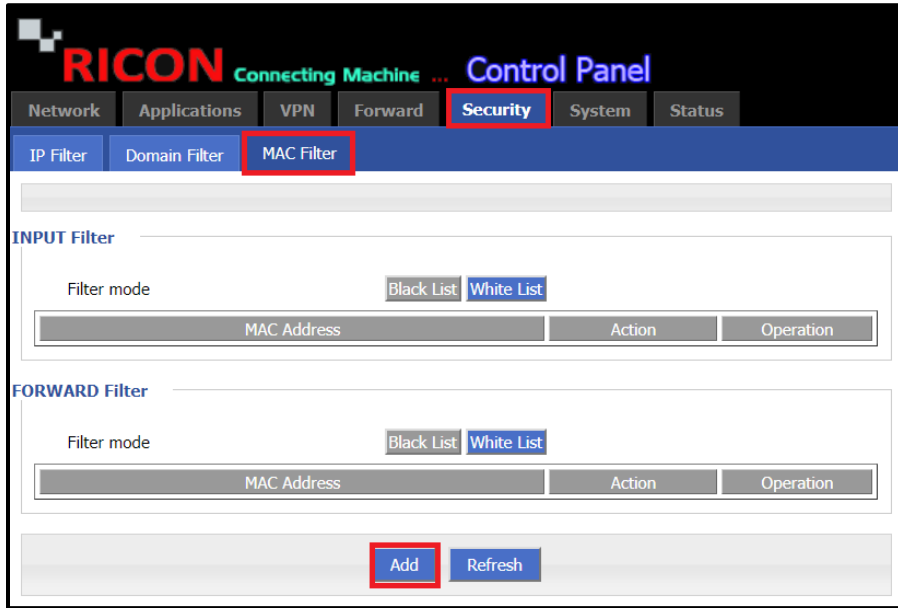 RICON Connecting Machine ... Control Panel
Network Applications VPN Forward Security System Status
IP Filter Domain Filter MAC Filter
INPUT Filter
Filter mode Black List White List
MAC Address Action Operation
FORWARD Filter
Filter mode Black List White List
MAC Address Action Operation
Add Refresh